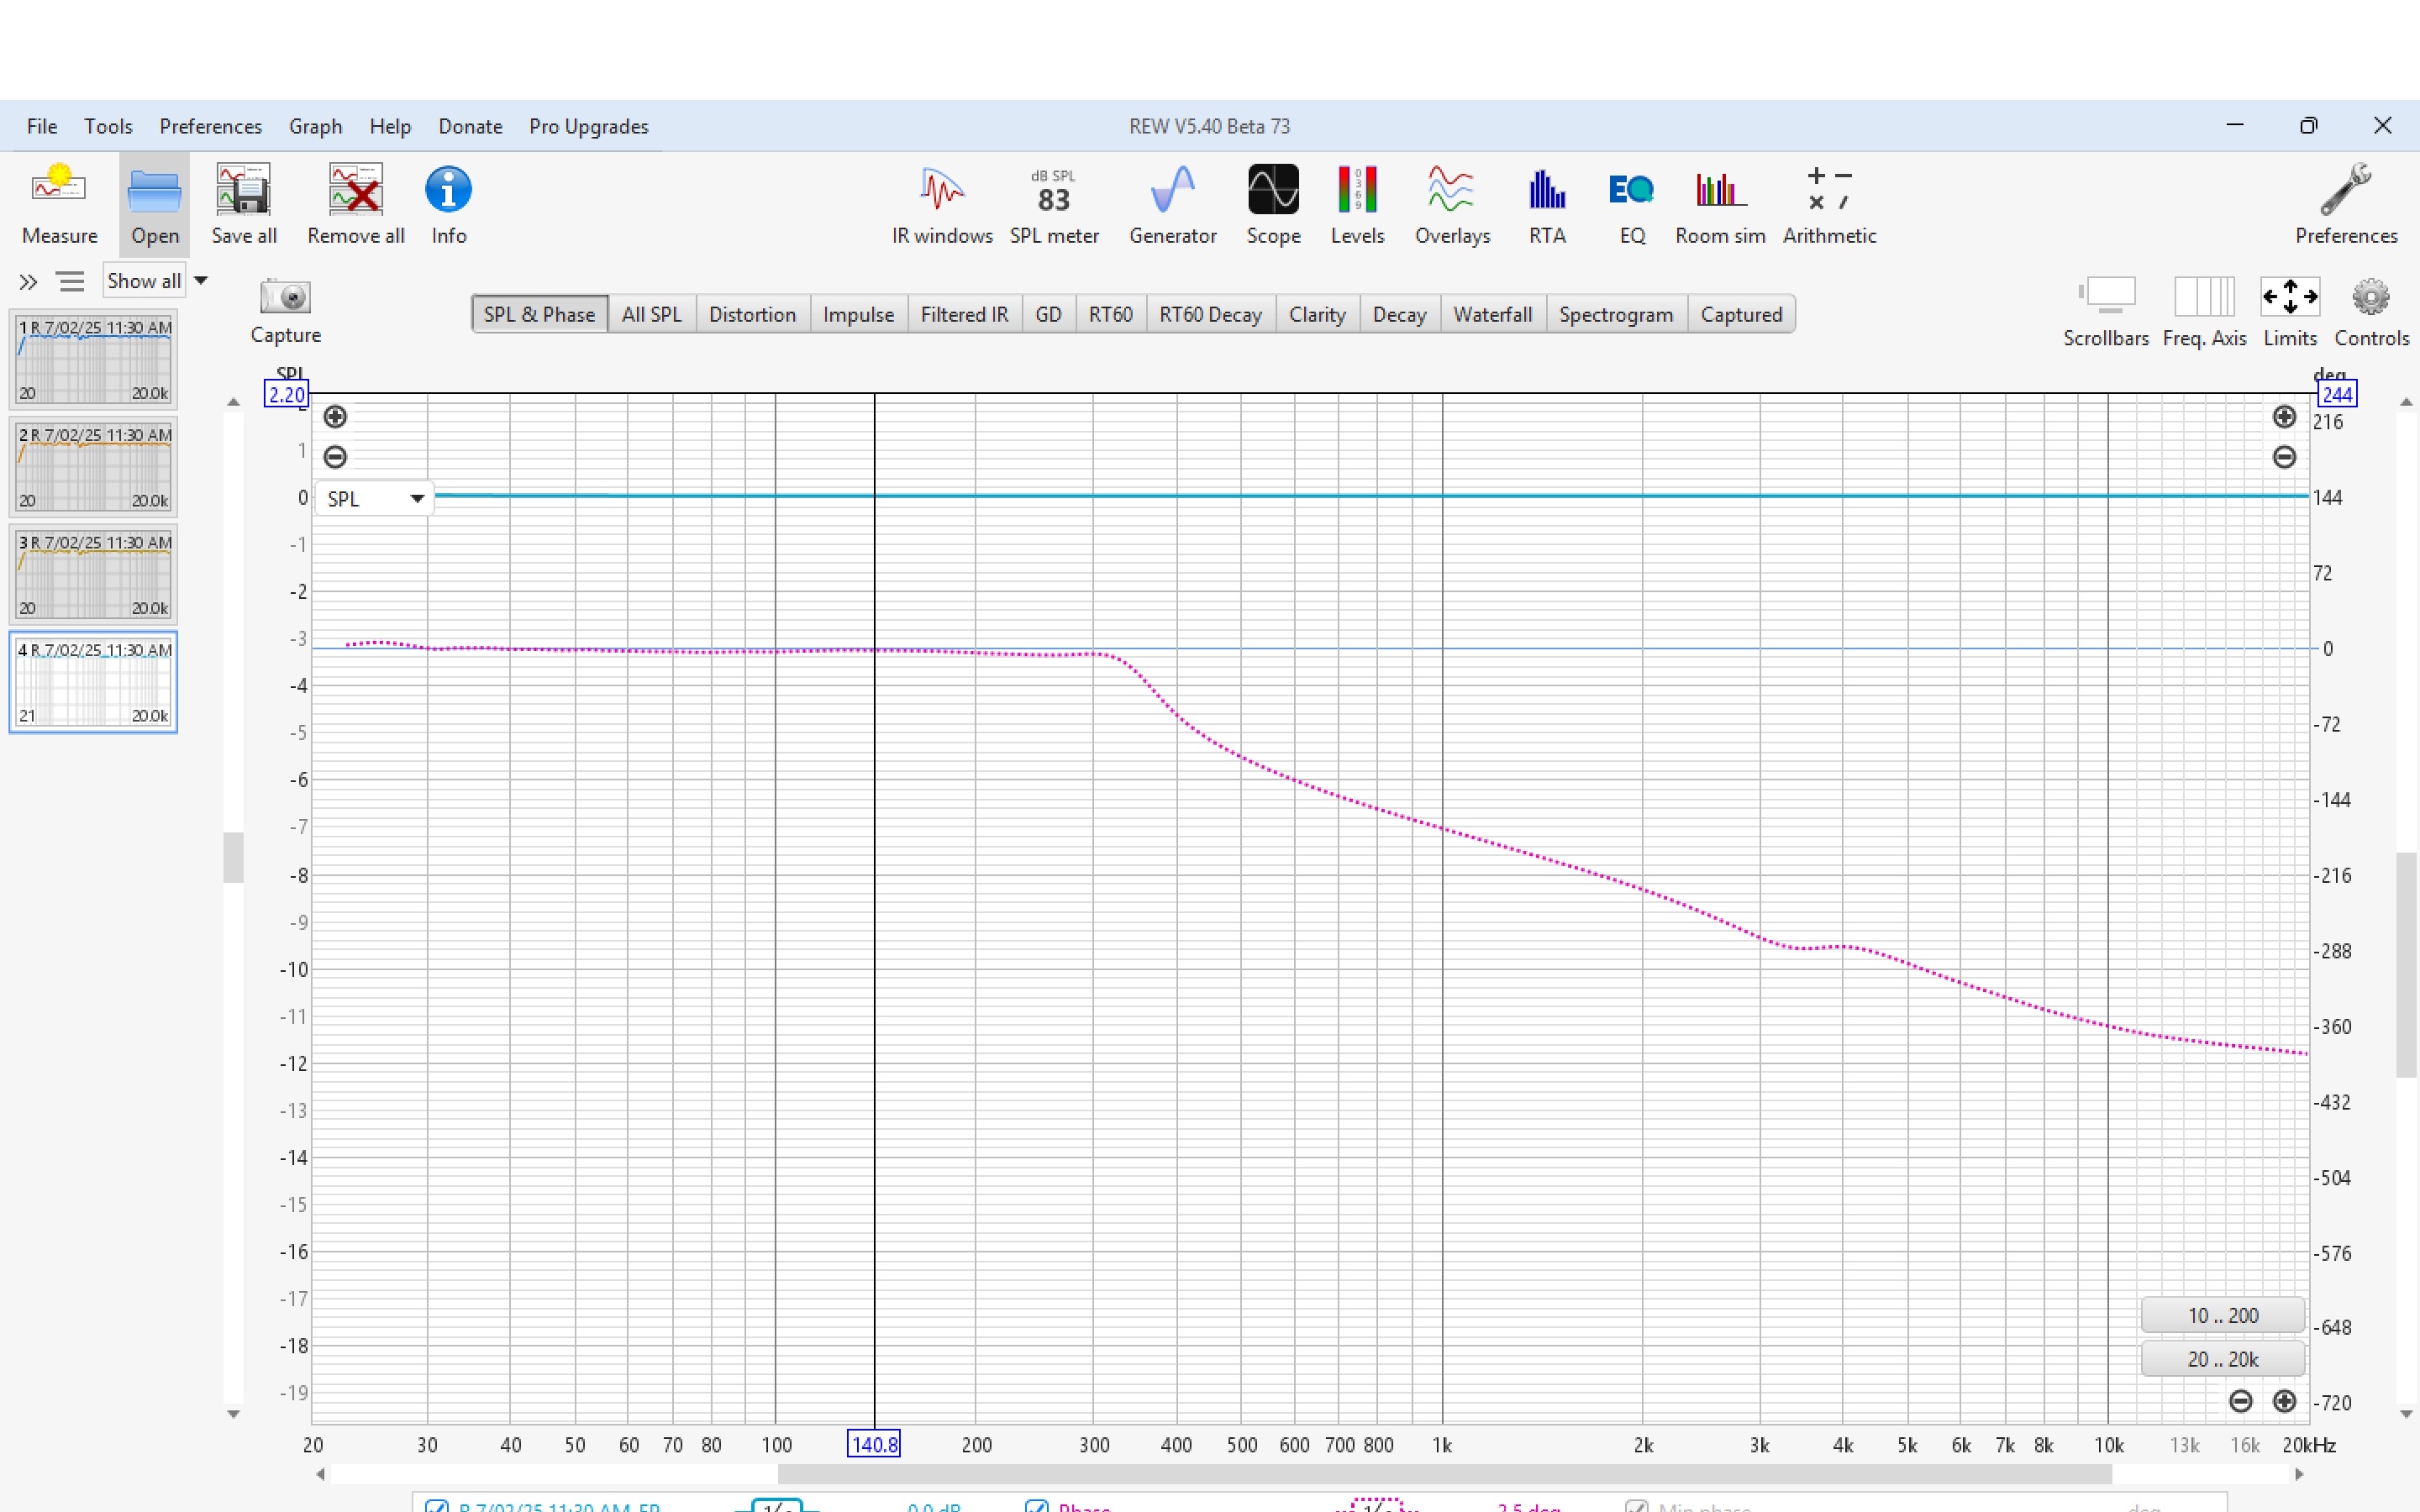 File Tools Preferences Graph Help Donate Pro Upgrades REW V5.40 Beta 73
dB SPL
83
0 3 6 9
EQ
Measure Open Save all Remove all Info IR windows SPL meter Generator Scope Levels Overlays RTA EQ Room sim Arithmetic Preferences
Show all
Capture
SPL & Phase All SPL Distortion Impulse Filtered IR GD RT60 RT60 Decay Clarity Decay Waterfall Spectrogram Captured
Scrollbars Freq. Axis Limits Controls
1 R 7/02/25 11:30 AM
20 20.0k
2 R 7/02/25 11:30 AM
20 20.0k
3 R 7/02/25 11:30 AM
20 20.0k
4 R 7/02/25 11:30 AM
21 20.0k
SPL deg
2.20 244
216
1
0 SPL 144
-1
-2 72
-3
0
-4
-5 -72
-6
-7 -144
-8 -216
-9
-10 -288
-11 -360
-12
-13 -432
-14
-15 -504
-16 -576
-17
10 .. 200
-18 -648
20 .. 20k
-19 -720
20 30 40 50 60 70 80 100 140.8 200 300 400 500 600 700 800 1k 2k 3k 4k 5k 6k 7k 8k 10k 13k 16k 20kHz
R 7/02/25 11:30 AM 0.0 dB Phase 3.5 deg Min phase deg